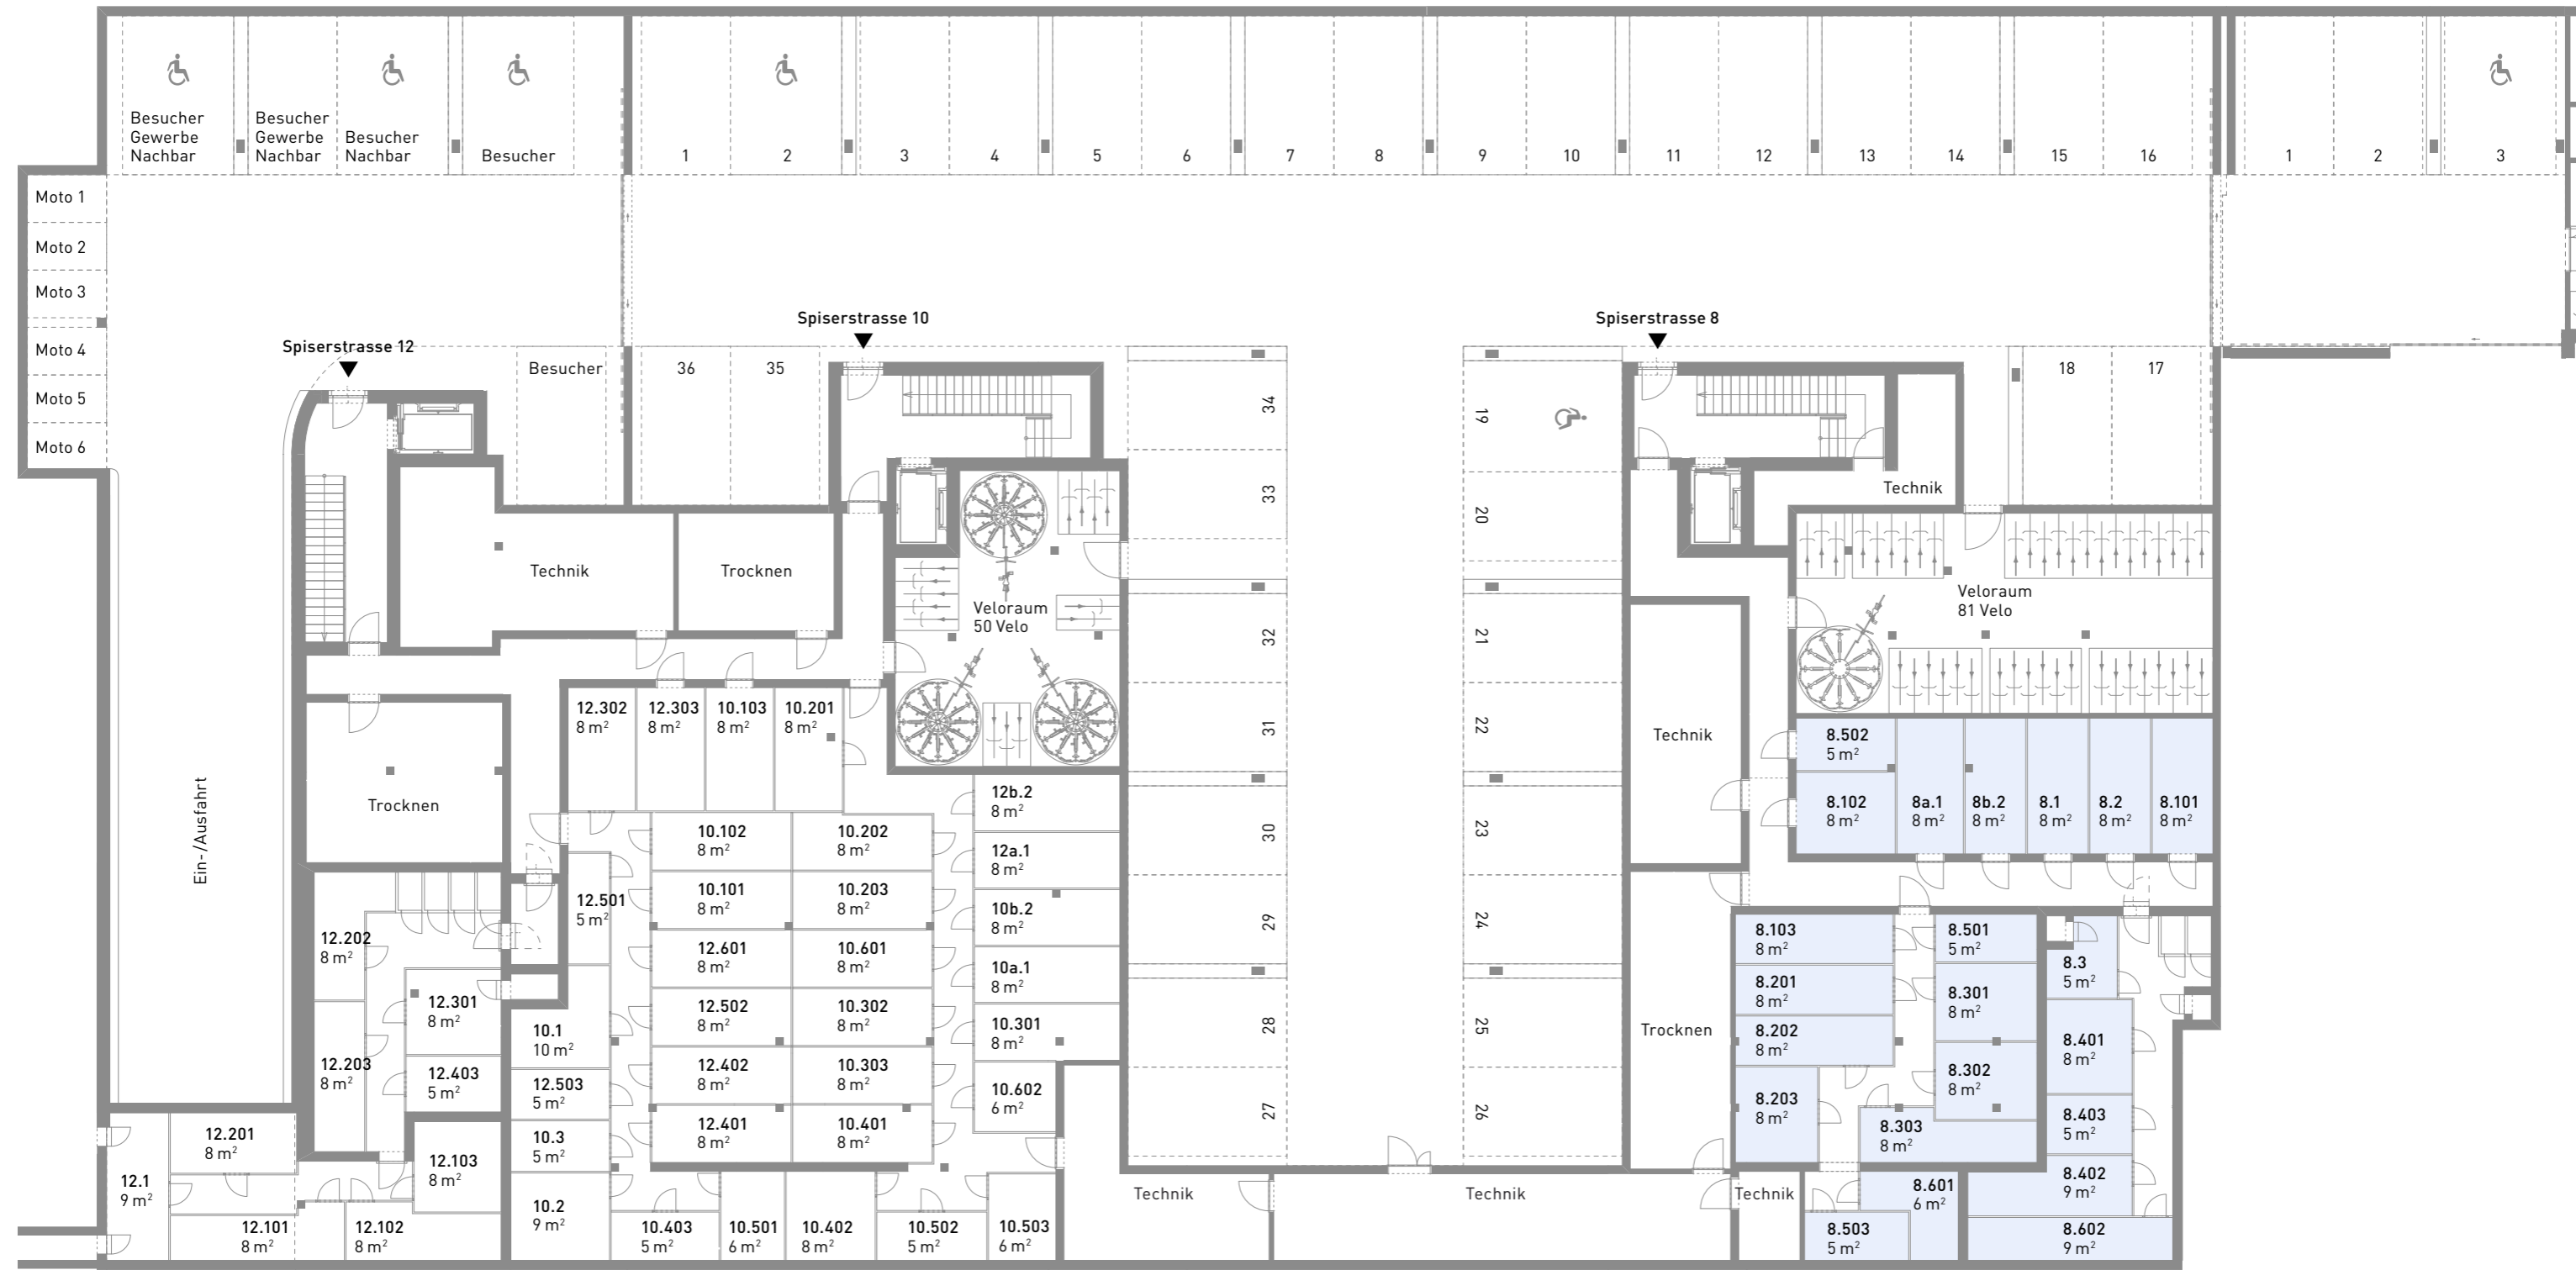 Besucher
Gewerbe
Nachbar
Besucher
Gewerbe
Nachbar
Besucher
Nachbar
Besucher
1
2
3
4
5
6
7
8
9
10
11
12
13
14
15
16
1
2
3
Moto 1
Moto 2
Moto 3
Moto 4
Moto 5
Moto 6
Spiserstrasse 12
Spiserstrasse 10
Spiserstrasse 8
Besucher
36
35
18
17
34
33
32
31
30
29
28
27
19
20
21
22
23
24
25
26
Technik
Trocknen
Veloraum
50 Velo
Technik
Veloraum
81 Velo
Technik
Trocknen
Ein-/Ausfahrt
Trocknen
12.302
8 m²
12.303
8 m²
10.103
8 m²
10.201
8 m²
12b.2
8 m²
12a.1
8 m²
10b.2
8 m²
10a.1
8 m²
10.301
8 m²
10.602
6 m²
10.102
8 m²
10.202
8 m²
10.101
8 m²
10.203
8 m²
12.601
8 m²
10.601
8 m²
12.502
8 m²
10.302
8 m²
12.402
8 m²
10.303
8 m²
12.401
8 m²
10.401
8 m²
12.501
5 m²
10.1
10 m²
12.503
5 m²
10.3
5 m²
10.2
9 m²
10.403
5 m²
10.501
6 m²
10.402
8 m²
10.502
5 m²
10.503
6 m²
12.202
8 m²
12.203
8 m²
12.301
8 m²
12.403
5 m²
12.103
8 m²
12.201
8 m²
12.1
9 m²
12.101
8 m²
12.102
8 m²
Technik
Technik
Technik
8.502
5 m²
8.102
8 m²
8a.1
8 m²
8b.2
8 m²
8.1
8 m²
8.2
8 m²
8.101
8 m²
8.103
8 m²
8.201
8 m²
8.202
8 m²
8.203
8 m²
8.501
5 m²
8.301
8 m²
8.302
8 m²
8.303
8 m²
8.3
5 m²
8.401
8 m²
8.403
5 m²
8.402
9 m²
8.601
6 m²
8.503
5 m²
8.602
9 m²